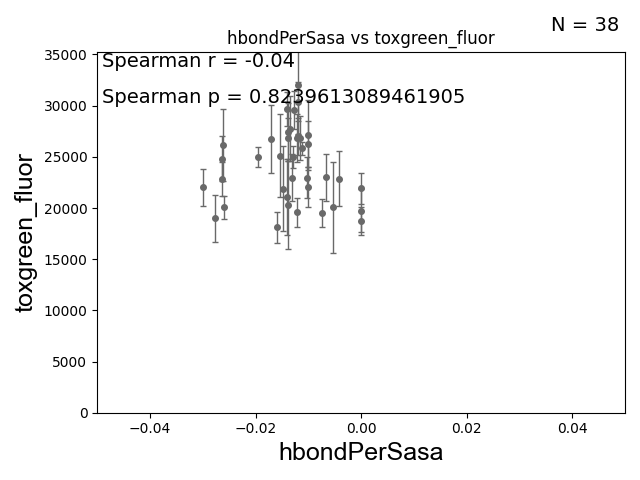 N = 38
hbondPerSasa vs toxgreen_fluor
Spearman r = -0.04
Spearman p = 0.8239613089461905
35000
30000
25000
20000
15000
10000
5000
0
toxgreen_fluor
−0.04
−0.02
0.00
0.02
0.04
hbondPerSasa